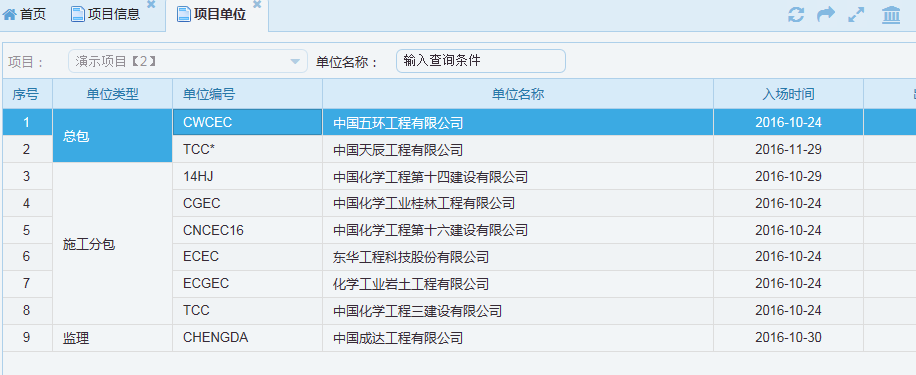 首页 项目信息 项目单位
项目： 演示项目【2】 单位名称： 输入查询条件
序号 单位类型 单位编号 单位名称 入场时间
1 总包 CWCEC 中国五环工程有限公司 2016-10-24
2 TCC* 中国天辰工程有限公司 2016-11-29
3 14HJ 中国化学工程第十四建设有限公司 2016-10-29
4 CGEC 中国化学工业桂林工程有限公司 2016-10-24
5 施工分包 CNCEC16 中国化学工程第十六建设有限公司 2016-10-24
6 ECEC 东华工程科技股份有限公司 2016-10-24
7 ECGEC 化学工业岩土工程有限公司 2016-10-24
8 TCC 中国化学工程三建设有限公司 2016-10-24
9 监理 CHENGDA 中国成达工程有限公司 2016-10-30